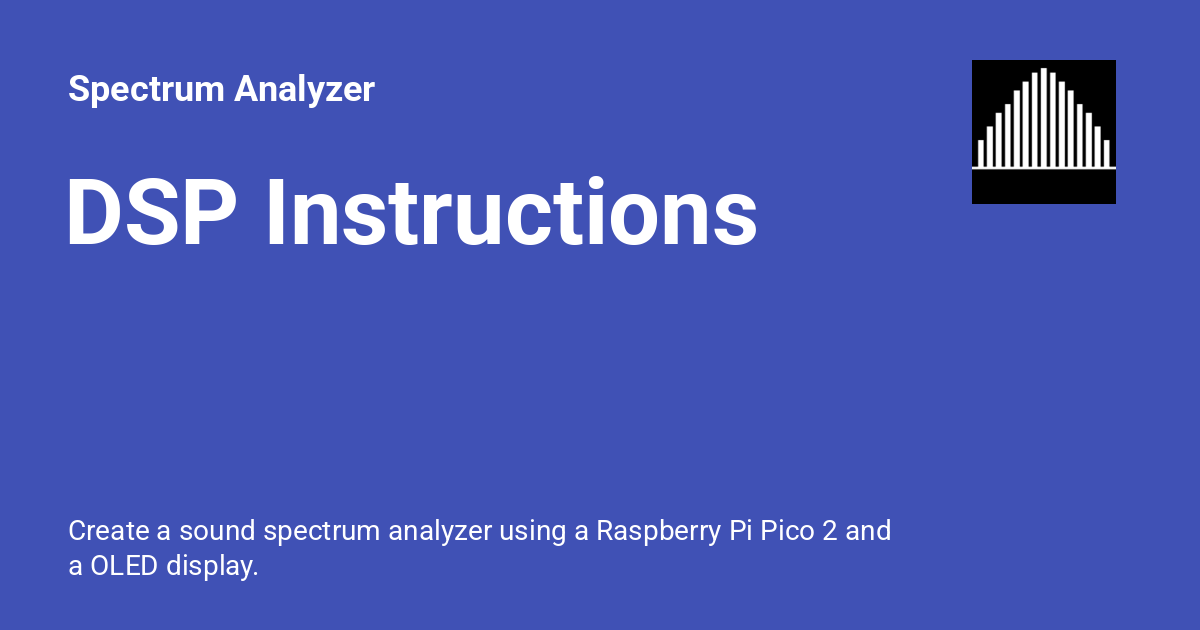 Spectrum Analyzer
DSP Instructions
Create a sound spectrum analyzer using a Raspberry Pi Pico 2 and
a OLED display.